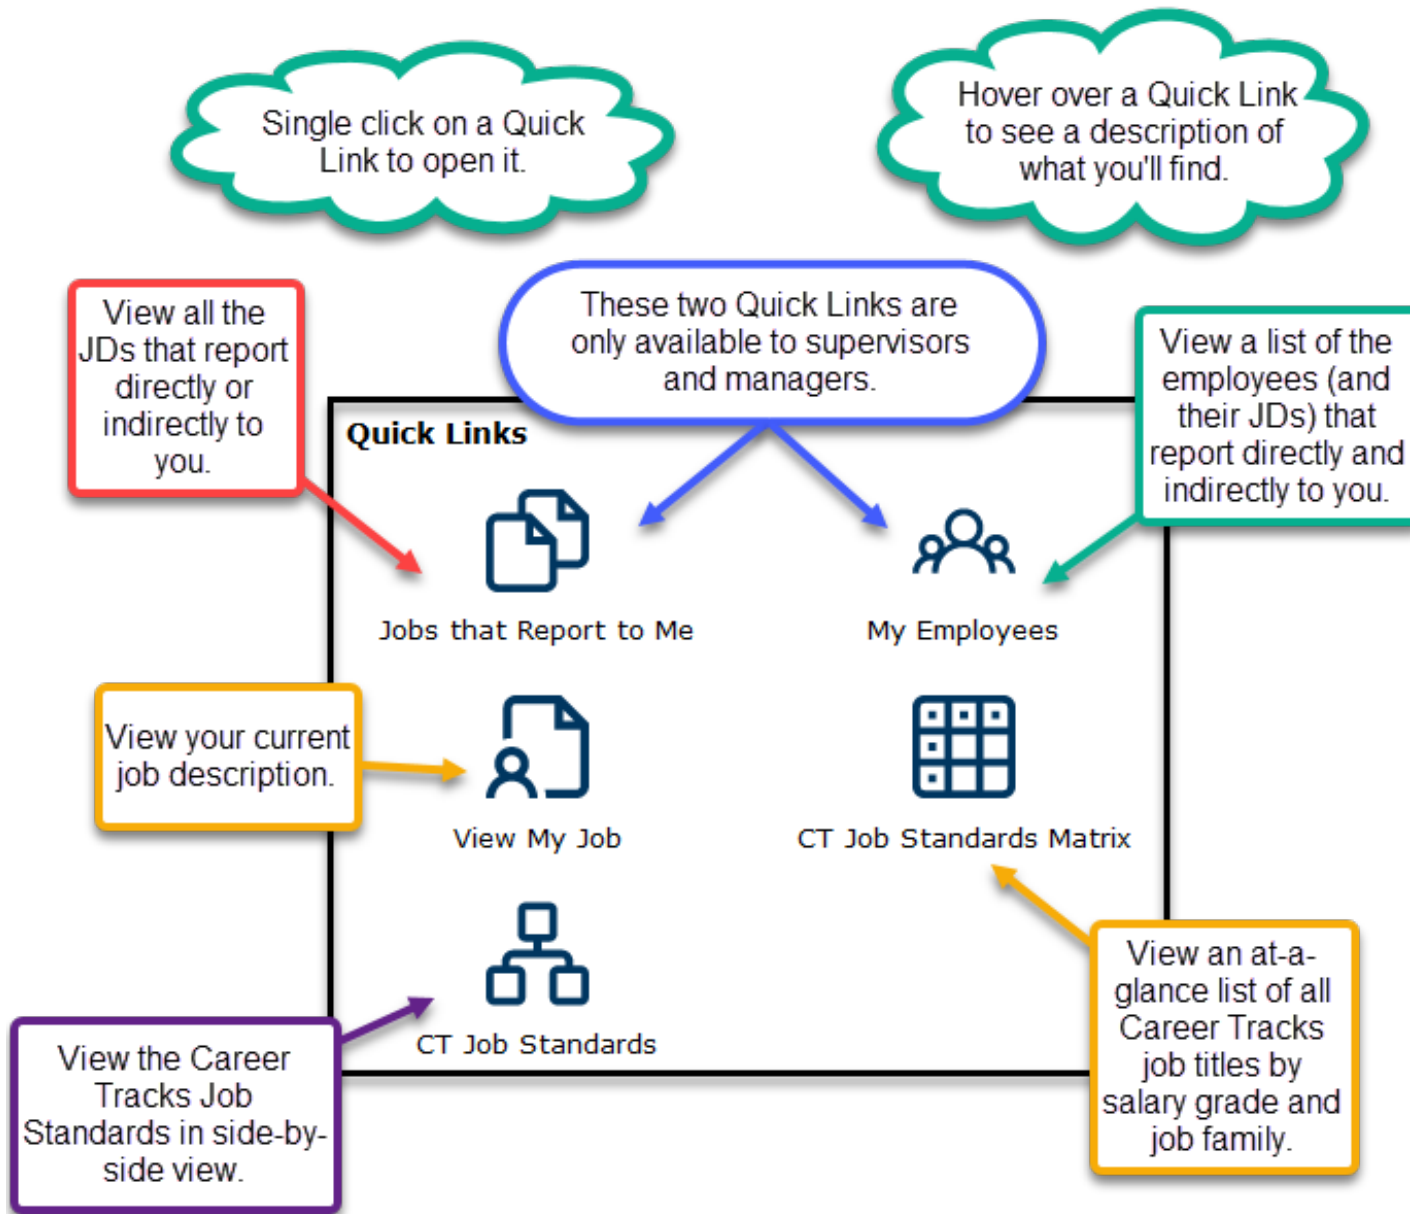 Single click on a Quick
Link to open it.
Hover over a Quick Link
to see a description of
what you'll find.
View all the
JDs that report
directly or
indirectly to
you.
These two Quick Links are
only available to supervisors
and managers.
View a list of the
employees (and
their JDs) that
report directly and
indirectly to you.
Quick Links
Jobs that Report to Me
My Employees
View your current
job description.
View My Job
CT Job Standards Matrix
CT Job Standards
View the Career
Tracks Job
Standards in side-by-
side view.
View an at-a-
glance list of all
Career Tracks
job titles by
salary grade and
job family.